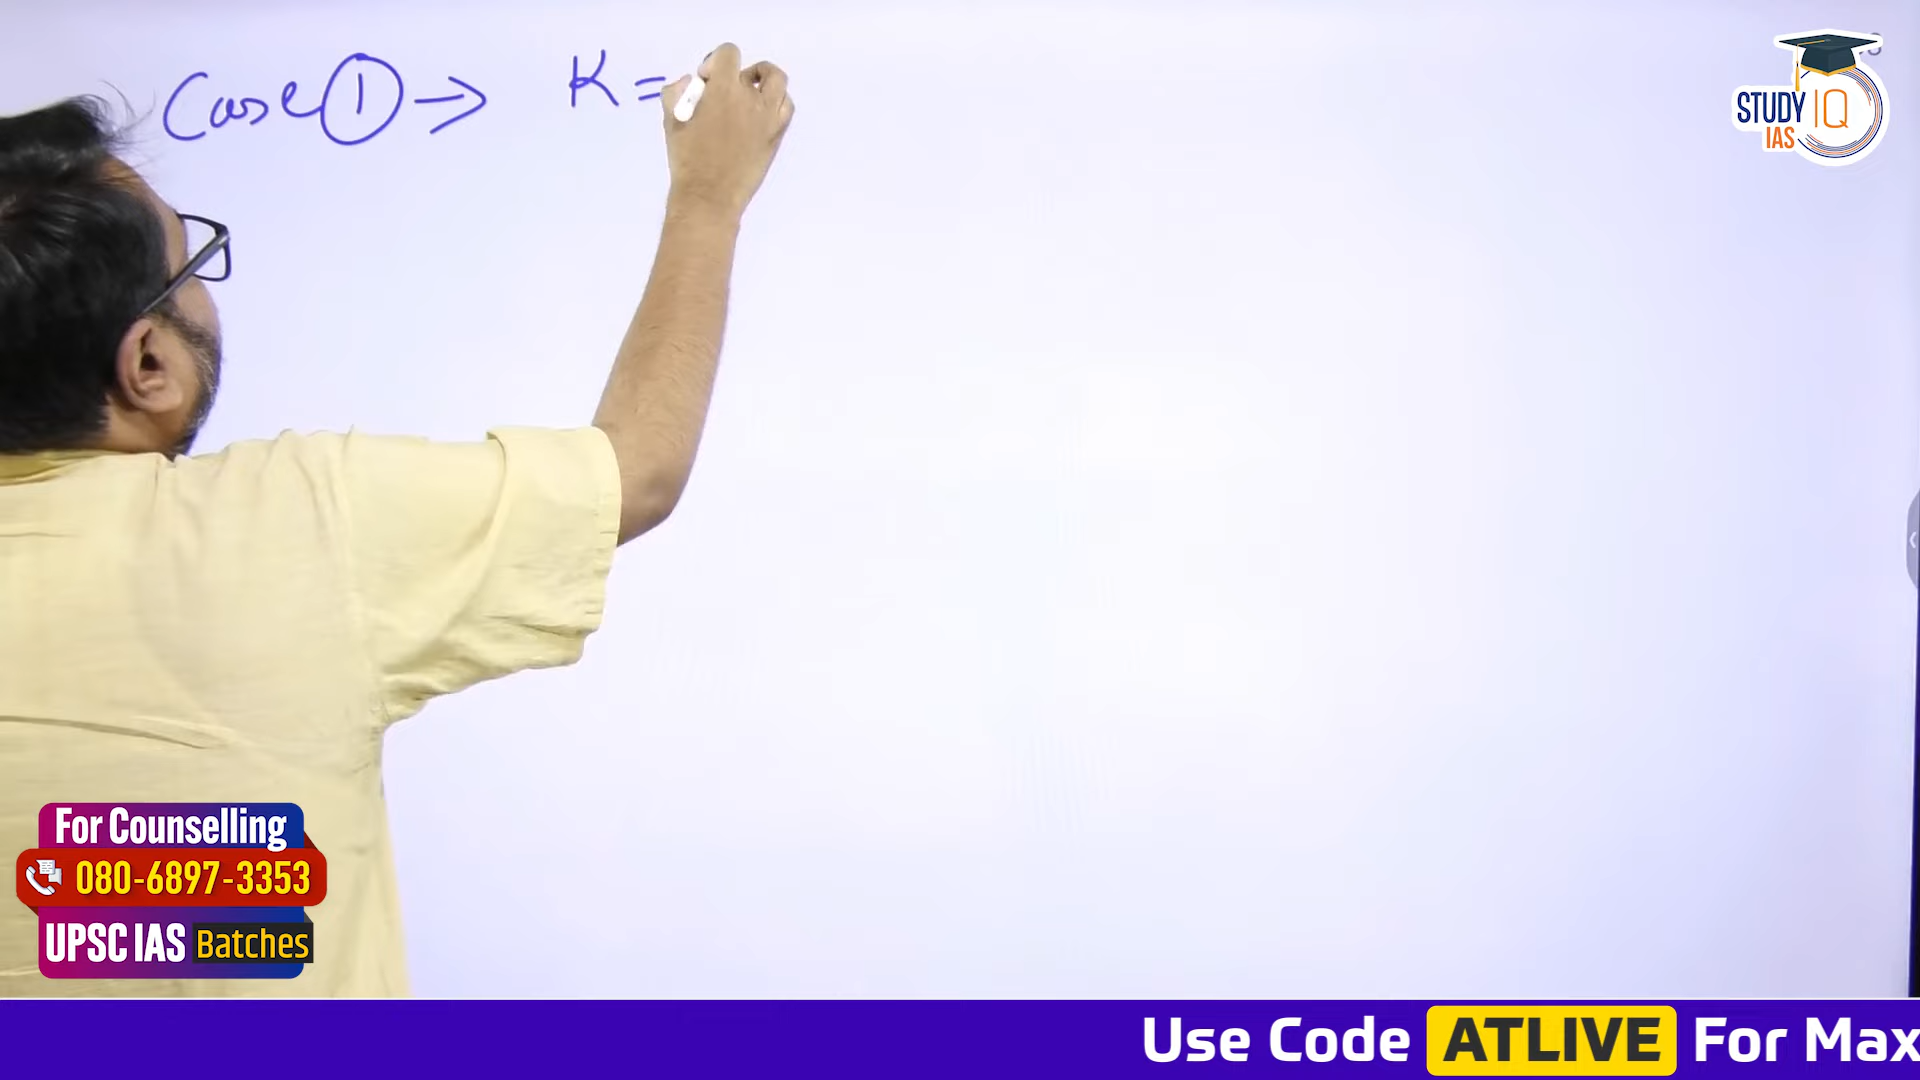 Case ① → K =
STUDY IQ
IAS
For Counselling
080-6897-3353
UPSC IAS Batches
Use Code ATLIVE For Max